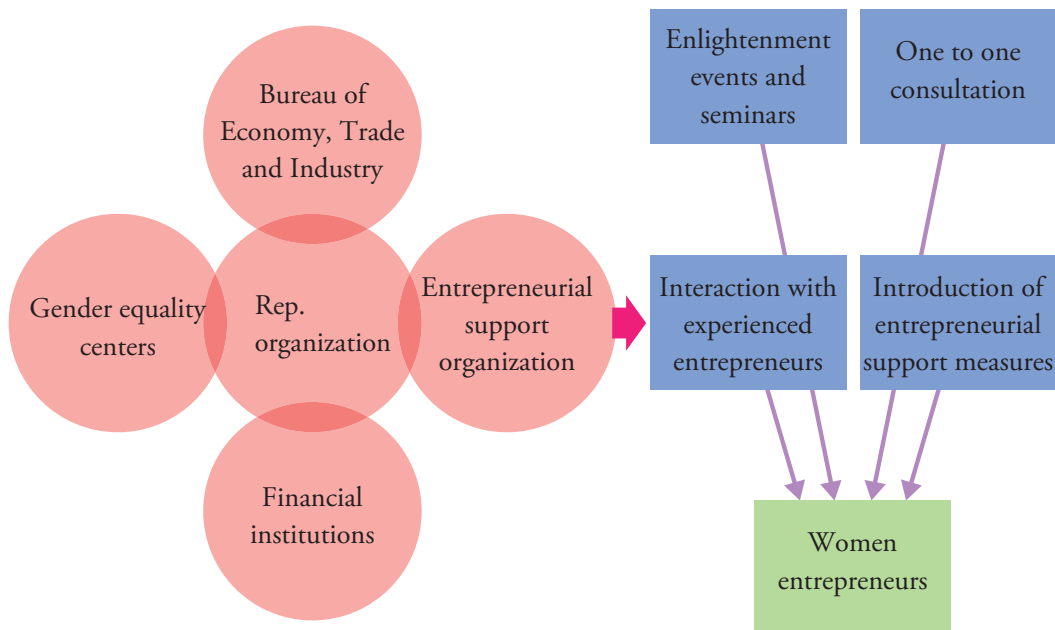 Bureau of
Economy, Trade
and Industry
Gender equality
centers
Rep.
organization
Entrepreneurial
support
organization
Financial
institutions
Enlightenment
events and
seminars
One to one
consultation
Interaction with
experienced
entrepreneurs
Introduction of
entrepreneurial
support measures
Women
entrepreneurs